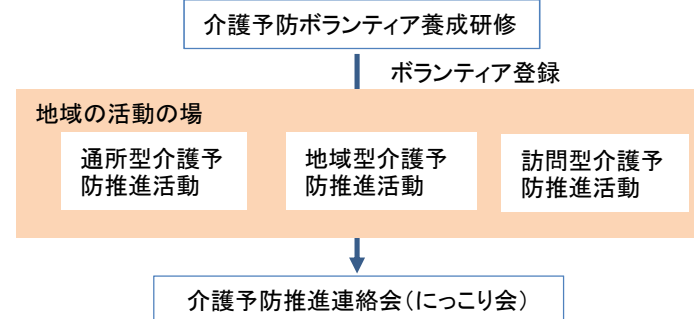 介護予防ボランティア養成研修
ボランティア登録
地域の活動の場
通所型介護予
防推進活動
地域型介護予
防推進活動
訪問型介護予
防推進活動
介護予防推進連絡会（にっこり会）